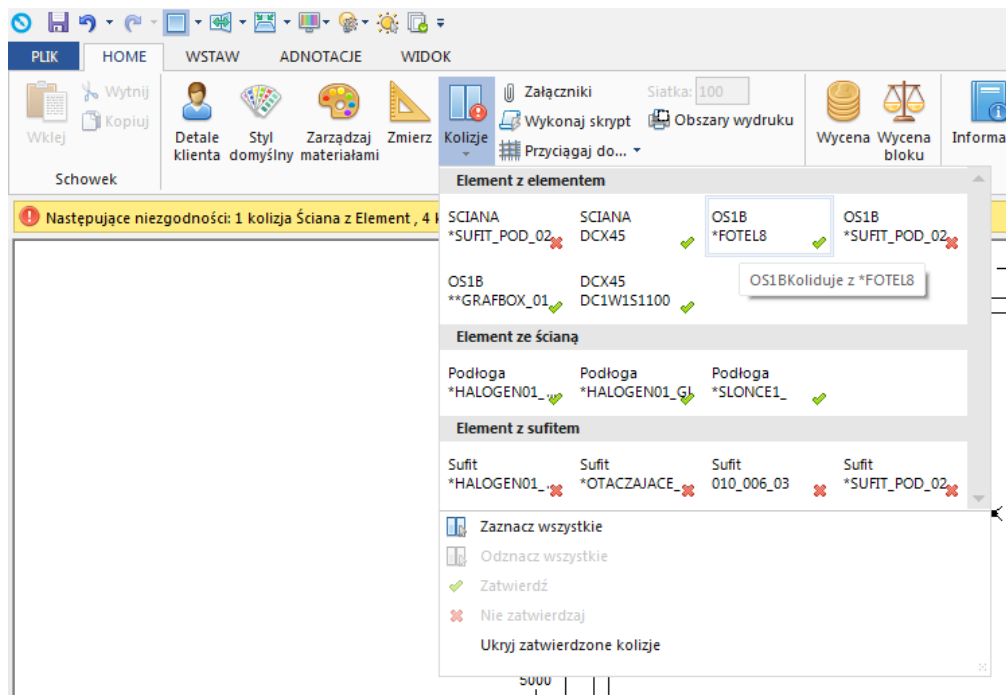 PLIK HOME WSTAW ADNOTACJE WIDOK
Wklej
Wytnij
Kopiuj
Schowek
Detale
klienta
Styl
domyślny
Zarządzaj
materiałami
Zmierz
Kolizje
Załączniki
Wykonaj skrypt
Przyciągaj do...
Siatka: 100
Obszary wydruku
Wycena
Wycena
bloku
Informa
Następujące niezgodności: 1 kolizja Ściana z Element , 4 k
Element z elementem
SCIANA
*SUFIT_POD_02
SCIANA
DCX45
OS1B
*FOTEL8
OS1B
*SUFIT_POD_02
OS1B
**GRAFBOX_01
DCX45
DC1W1S1100
OS1BKoliduje z *FOTEL8
Element ze ścianą
Podłoga
*HALOGEN01_...
Podłoga
*HALOGEN01_GL
Podłoga
*SLONCE1_
Element z sufitem
Sufit
*HALOGEN01_...
Sufit
*OTACZAJACE_
Sufit
010_006_03
Sufit
*SUFIT_POD_02
Zaznacz wszystkie
Odznacz wszystkie
Zatwierdź
Nie zatwierdzaj
Ukryj zatwierdzone kolizje
5000